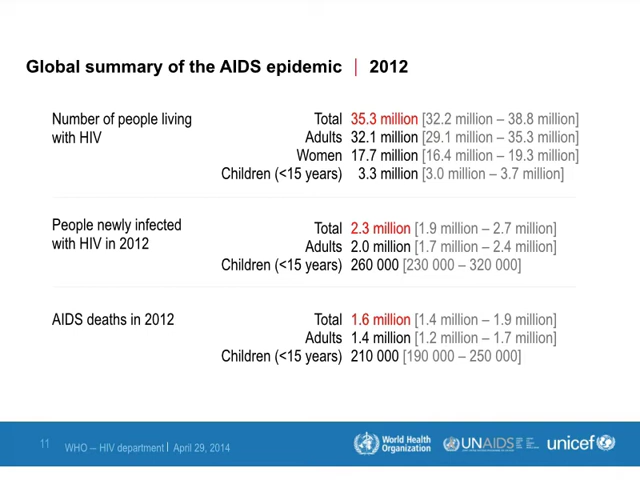 Global summary of the AIDS epidemic | 2012
Number of people living
with HIV
Total 35.3 million [32.2 million – 38.8 million]
Adults 32.1 million [29.1 million – 35.3 million]
Women 17.7 million [16.4 million – 19.3 million]
Children (<15 years) 3.3 million [3.0 million – 3.7 million]
People newly infected
with HIV in 2012
Total 2.3 million [1.9 million – 2.7 million]
Adults 2.0 million [1.7 million – 2.4 million]
Children (<15 years) 260 000 [230 000 – 320 000]
AIDS deaths in 2012
Total 1.6 million [1.4 million – 1.9 million]
Adults 1.4 million [1.2 million – 1.7 million]
Children (<15 years) 210 000 [190 000 – 250 000]
11
WHO – HIV department | April 29, 2014
World Health
Organization
UNAIDS
unicef